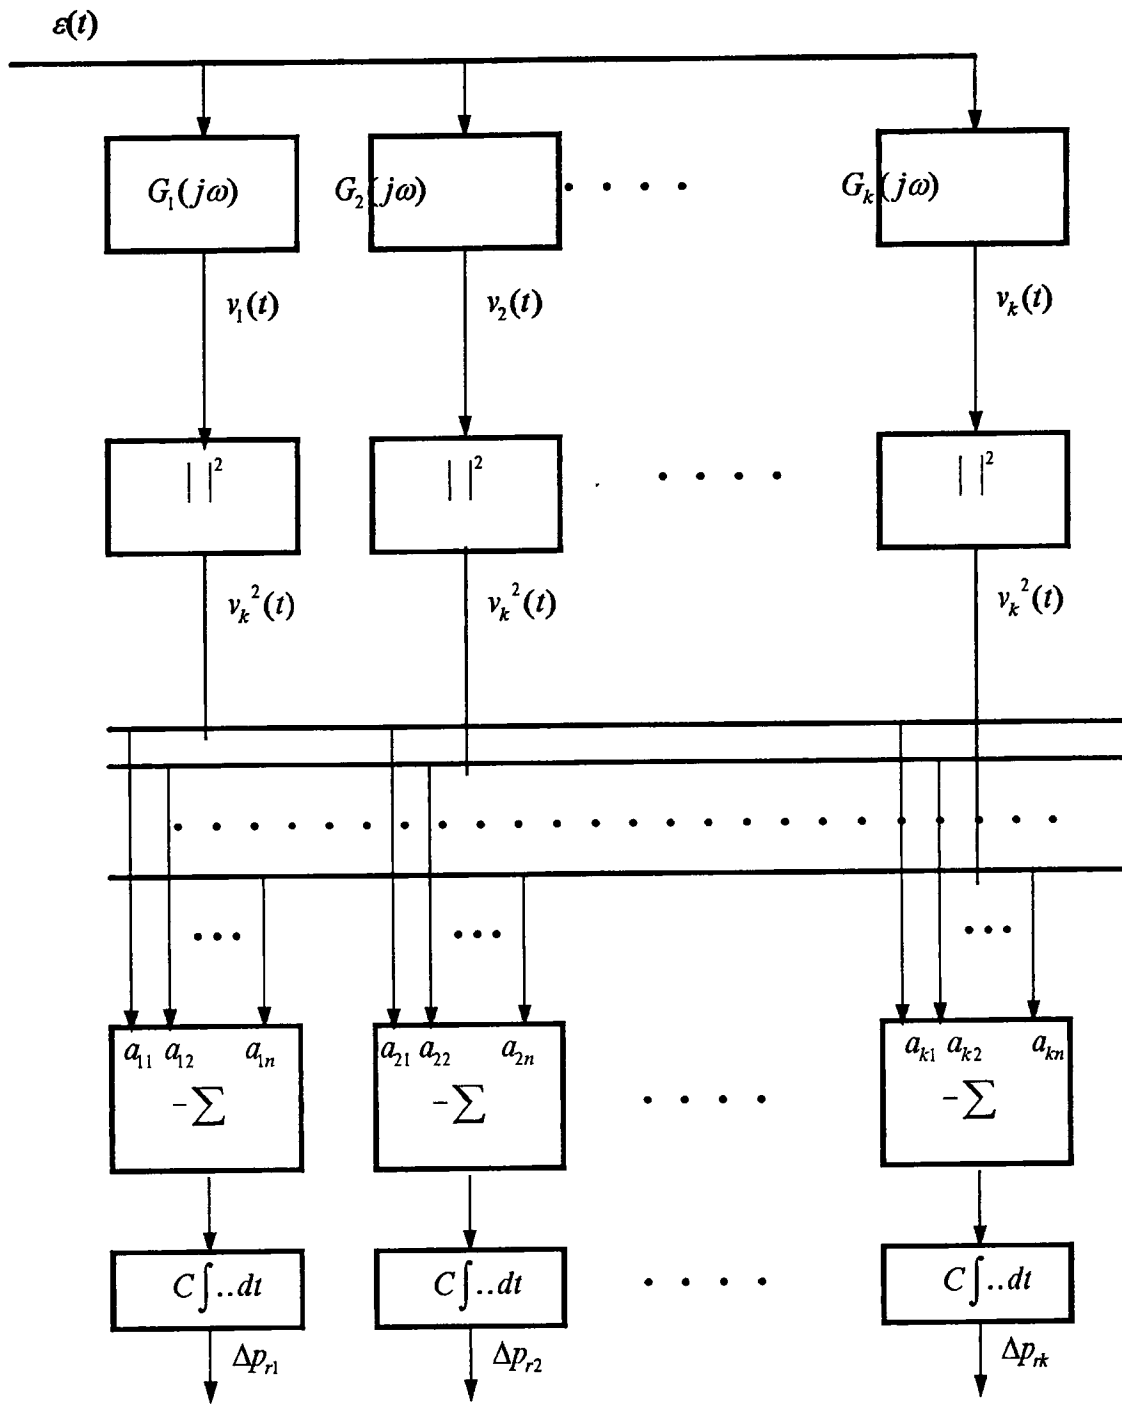 ε(t)
G₁(jω) G₂(jω) . . . . Gₖ(jω)
v₁(t) v₂(t) vₖ(t)
| |² | |² . . . . | |²
vₖ²(t) vₖ²(t) vₖ²(t)
. . . . . . . . . . . . . . . . . . . . . . . .
... ... ...
a₁₁ a₁₂ a₁ₙ a₂₁ a₂₂ a₂ₙ aₖ₁ aₖ₂ aₖₙ
-∑ -∑ . . . . -∑
C∫..dt C∫..dt . . . . C∫..dt
Δpᵣ₁ Δpᵣ₂ Δpᵣₖ